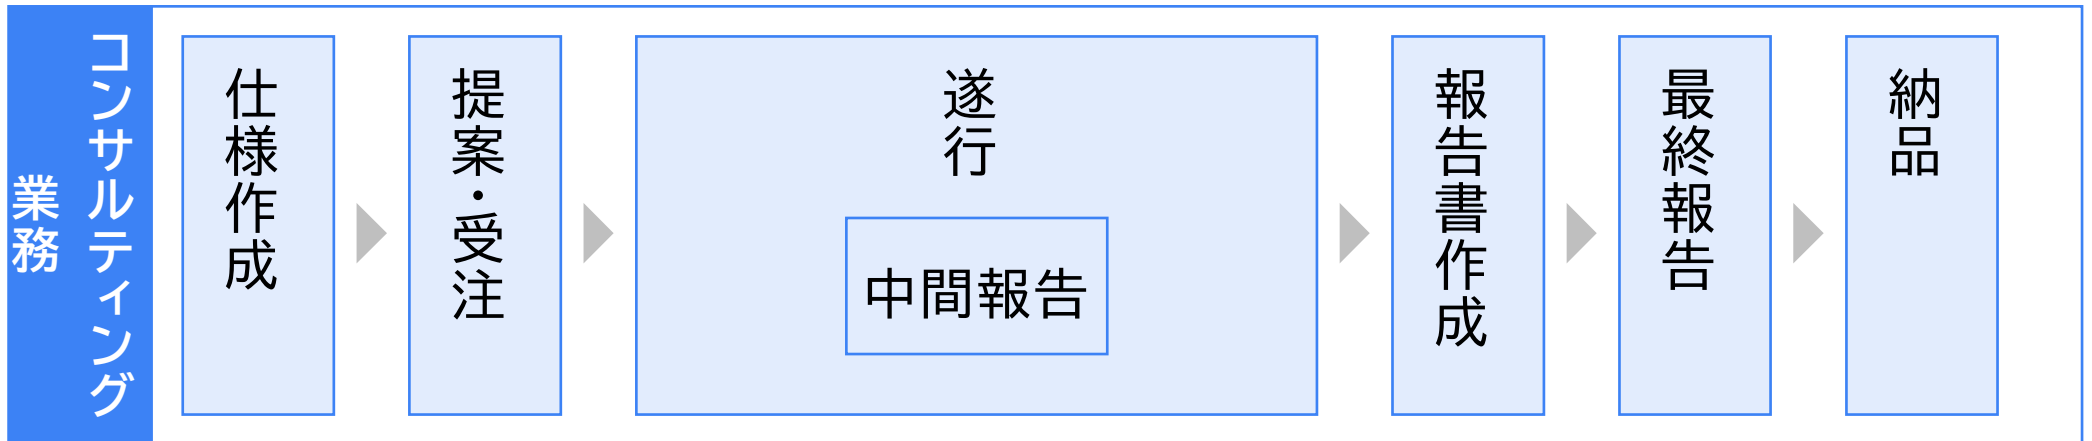 コンサルティング
業務
仕様作成
提案・受注
遂行
中間報告
報告書作成
最終報告
納品